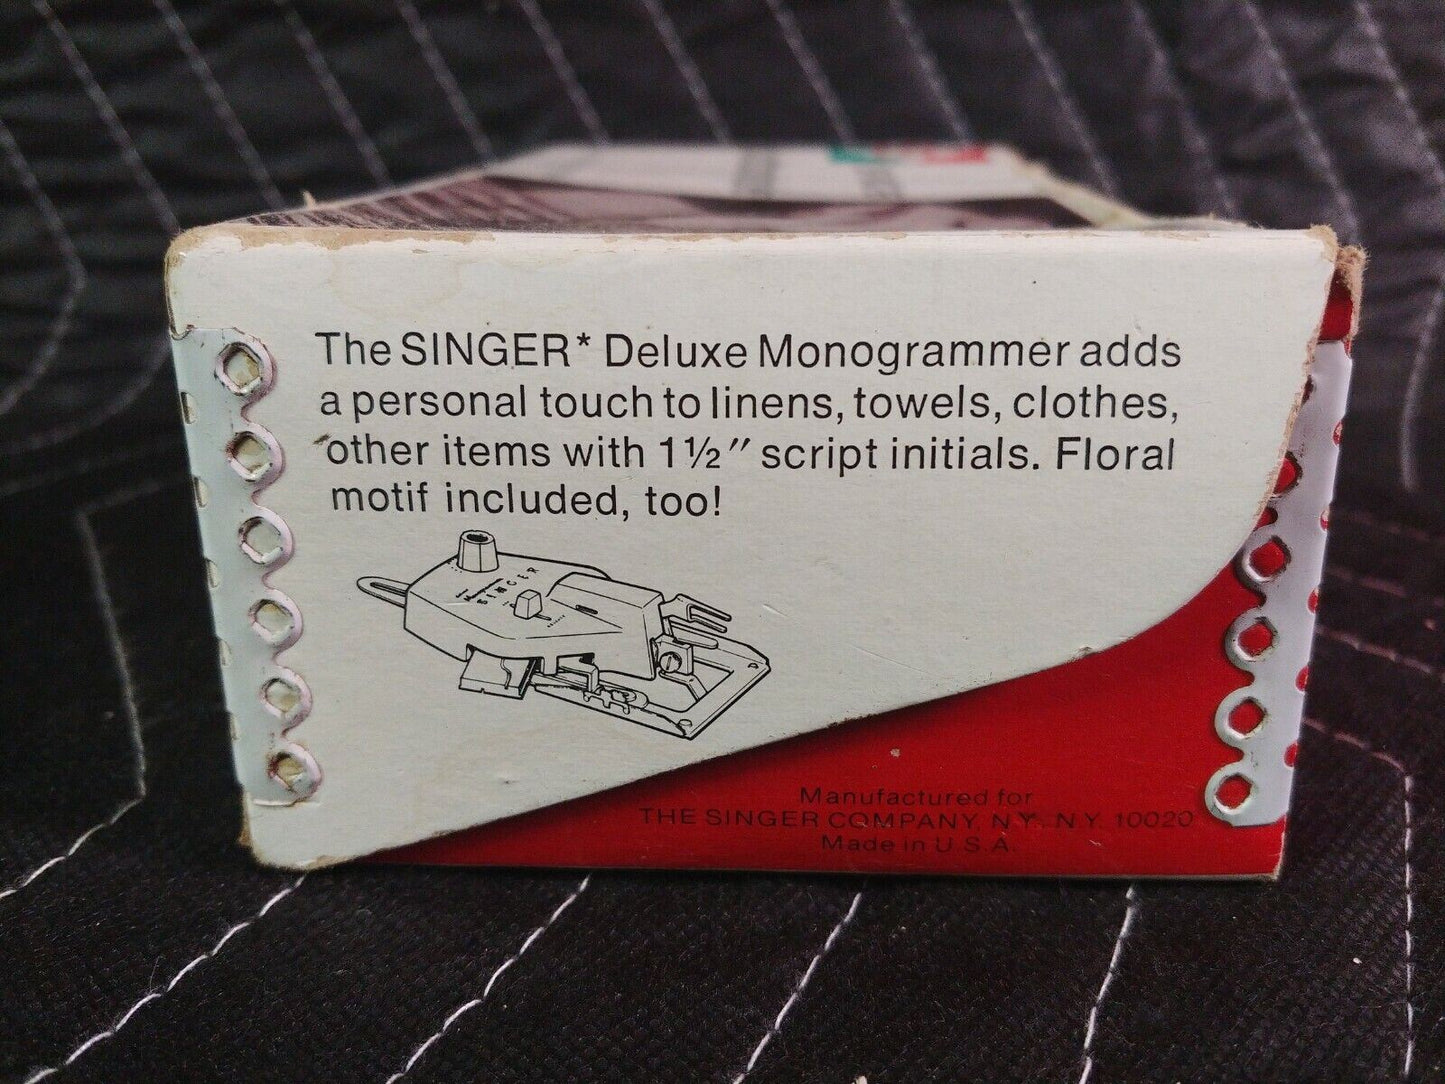 The SINGER* Deluxe Monogrammer adds
a personal touch to linens, towels, clothes,
other items with 1½" script initials. Floral
motif included, too!
SINGER
Manufactured for
THE SINGER COMPANY, N.Y., N.Y. 10020
Made in U.S.A.